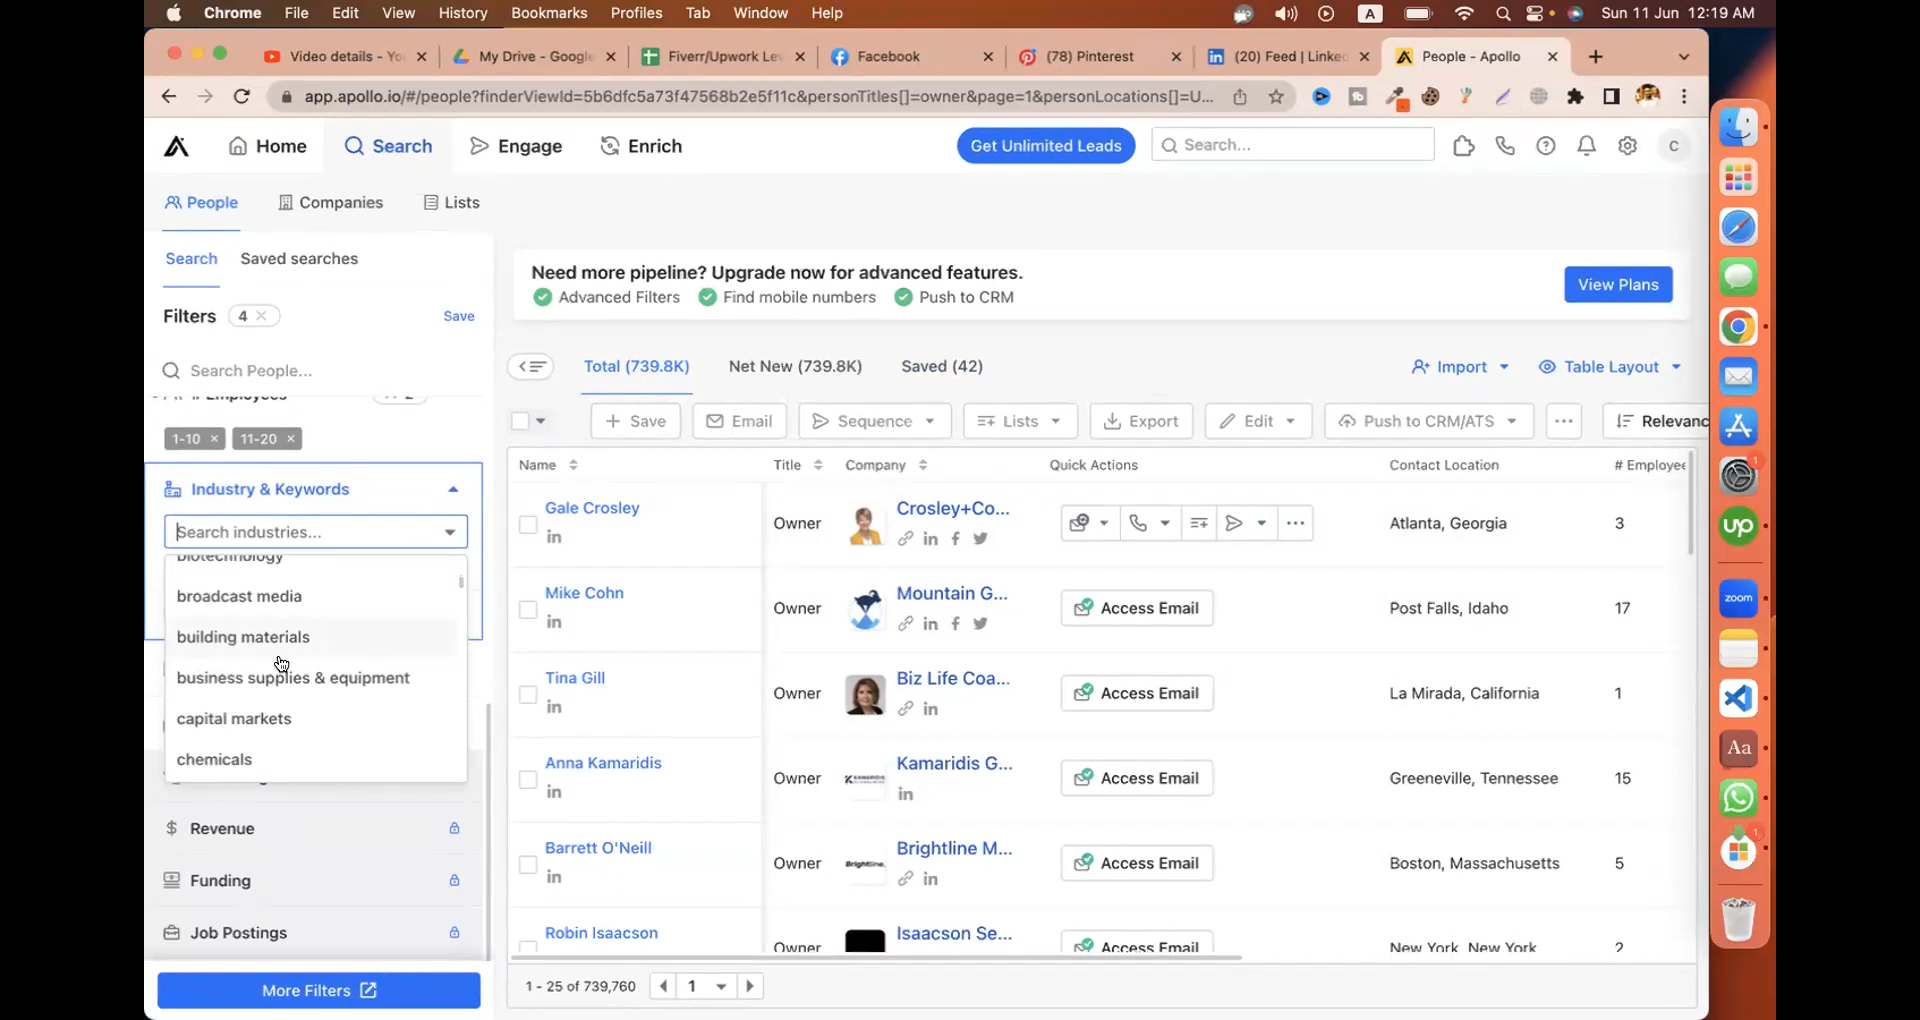 Chrome File Edit View History Bookmarks Profiles Tab Window Help A Sun 11 Jun 12:19 AM
Video details - Yo My Drive - Google Fiverr/Upwork Le Facebook (78) Pinterest (20) Feed | Linke People - Apollo
app.apollo.io/#/people?finderViewId=5b6dfc5a73f47568b2e5f11c&personTitles[]=owner&page=1&personLocations[]=U...
Home Search Engage Enrich Get Unlimited Leads Search... C
People Companies Lists
Search Saved searches
Need more pipeline? Upgrade now for advanced features.
Advanced Filters Find mobile numbers Push to CRM
View Plans
Filters 4 Save
Search People...
# Employees
1-10 × 11-20 ×
Industry & Keywords
Search industries...
biotechnology
broadcast media
building materials
business supplies & equipment
capital markets
chemicals
Revenue
Funding
Job Postings
More Filters
Total (739.8K) Net New (739.8K) Saved (42) Import Table Layout
+ Save Email Sequence Lists Export Edit Push to CRM/ATS ... Relevanc
Name Title Company Quick Actions Contact Location # Employee
Gale Crosley Owner Crosley+Co... Atlanta, Georgia 3
Mike Cohn Owner Mountain G... Access Email Post Falls, Idaho 17
Tina Gill Owner Biz Life Coa... Access Email La Mirada, California 1
Anna Kamaridis Owner Kamaridis G... Access Email Greeneville, Tennessee 15
Barrett O'Neill Owner Brightline M... Access Email Boston, Massachusetts 5
Robin Isaacson Owner Isaacson Se... Access Email New York, New York 2
1 - 25 of 739,760 1
up
zoom
Aa
1
1